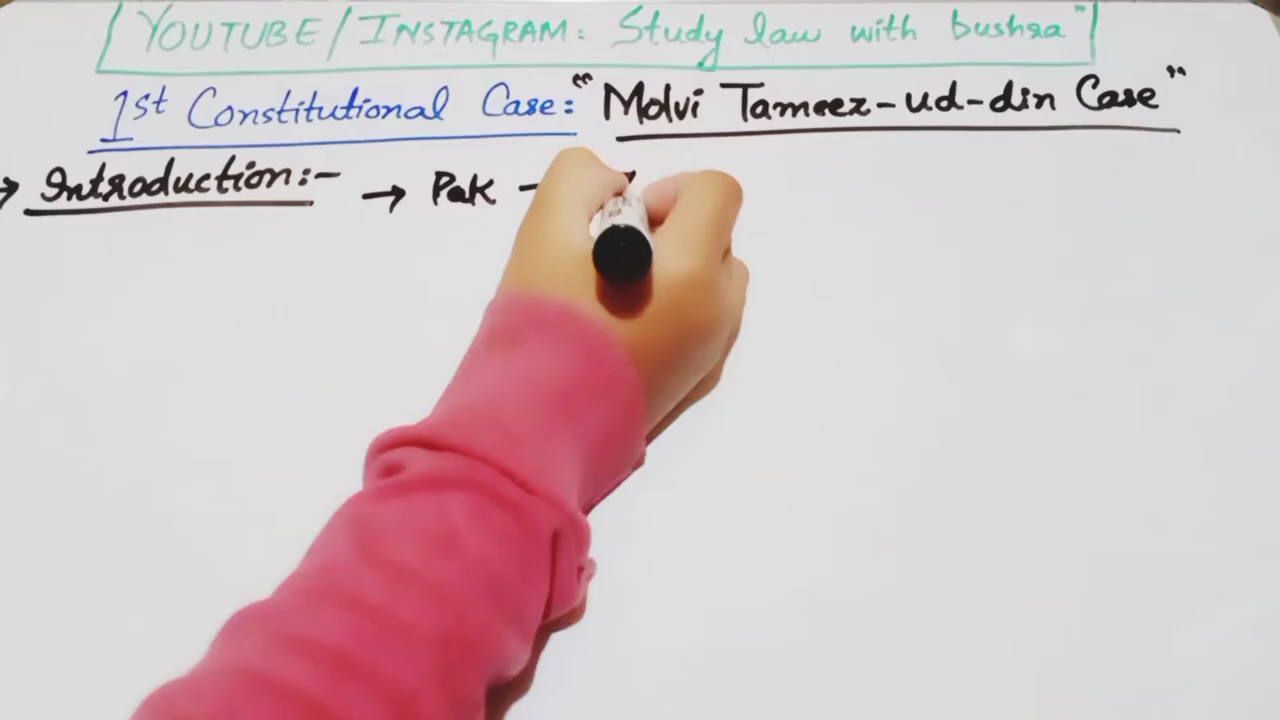 YOUTUBE/INSTAGRAM: Study law with bushra"
1st Constitutional Case: "Molvi Tameez-ud-din Case"
→ Introduction:- → Pak -